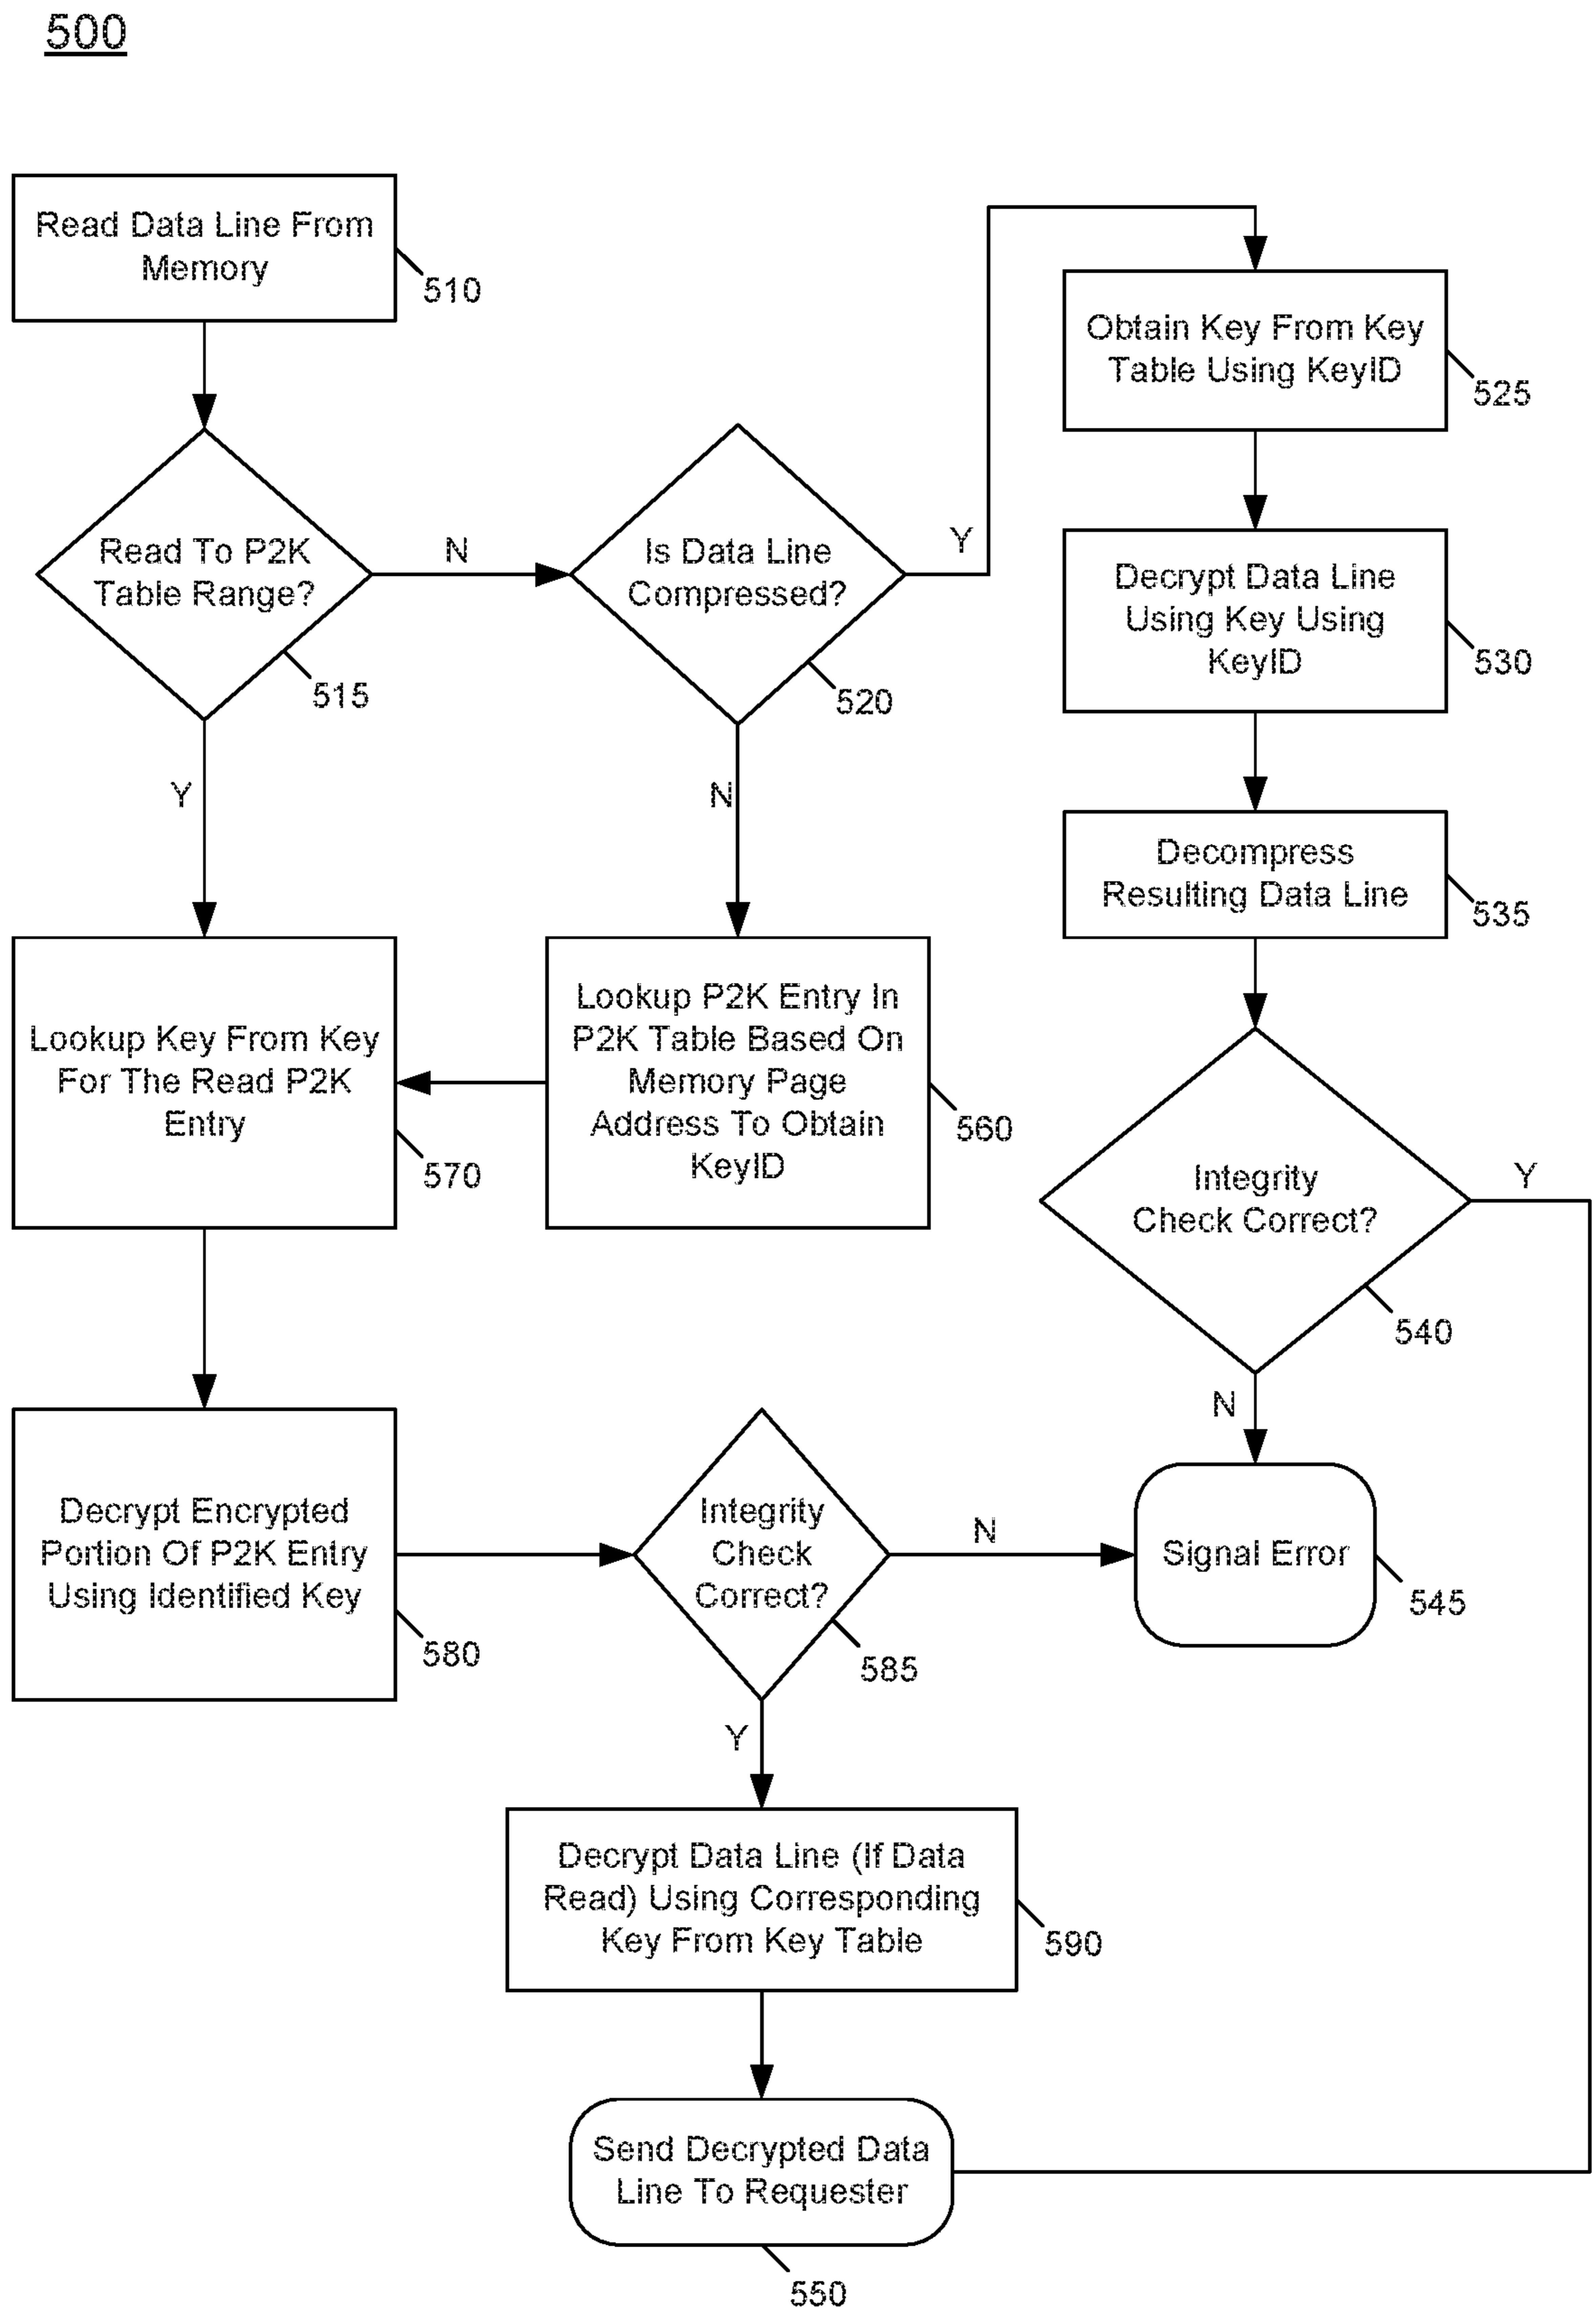 500
Read Data Line From
Memory
510
Read To P2K
Table Range?
515
N
Y
Is Data Line
Compressed?
520
Y
N
Obtain Key From Key
Table Using KeyID
525
Decrypt Data Line
Using Key Using
KeyID
530
Decompress
Resulting Data Line
535
Integrity
Check Correct?
540
Y
N
Lookup P2K Entry In
P2K Table Based On
Memory Page
Address To Obtain
KeyID
560
Lookup Key From Key
For The Read P2K
Entry
570
Decrypt Encrypted
Portion Of P2K Entry
Using Identified Key
580
Integrity
Check
Correct?
585
N
Y
Signal Error
545
Decrypt Data Line (If Data
Read) Using Corresponding
Key From Key Table
590
Send Decrypted Data
Line To Requester
550